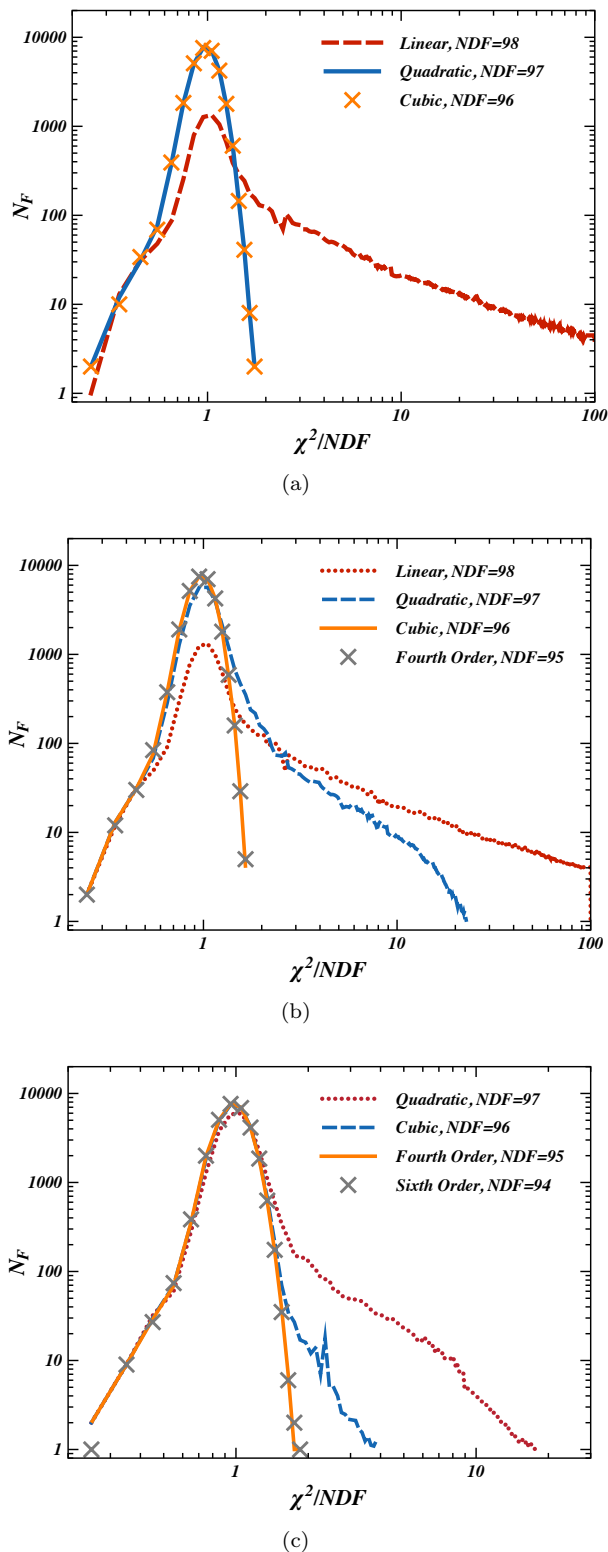 10000
1000
100
10
1
N_F
Linear, NDF=98
Quadratic, NDF=97
Cubic, NDF=96
1 10 100
χ²/NDF
(a)
10000
1000
100
10
1
N_F
Linear, NDF=98
Quadratic, NDF=97
Cubic, NDF=96
Fourth Order, NDF=95
1 10 100
χ²/NDF
(b)
10000
1000
100
10
1
N_F
Quadratic, NDF=97
Cubic, NDF=96
Fourth Order, NDF=95
Sixth Order, NDF=94
1 10
χ²/NDF
(c)